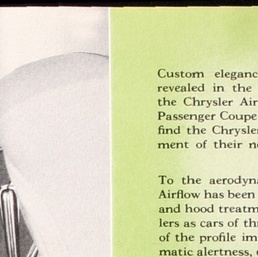 Custom eleganc
revealed in the
the Chrysler Air
Passenger Coupe
find the Chrysle
ment of their n
To the aerodyna
Airflow has been
and hood treatm
lers as cars of th
of the profile im
matic alertness,